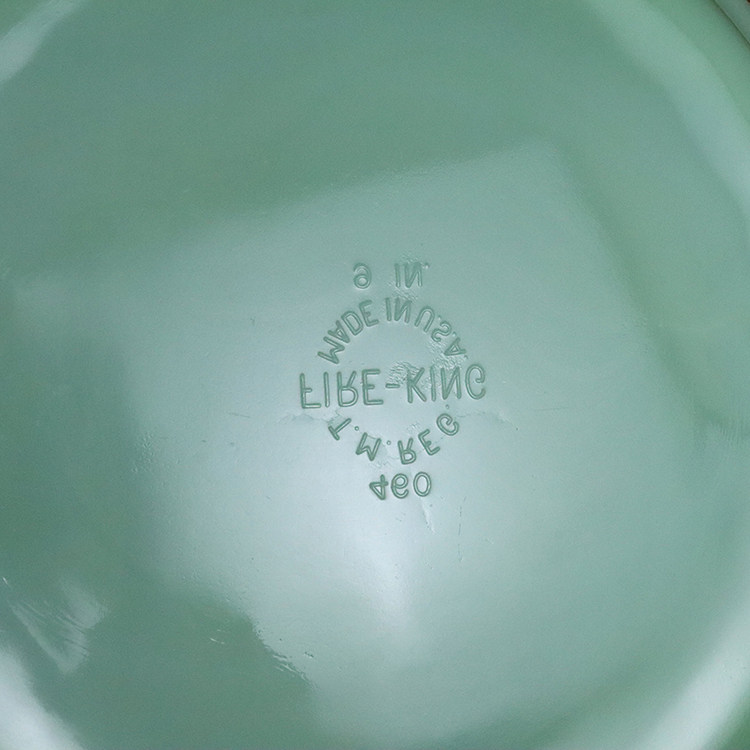 460
T.M. REG.
FIRE-KING
MADE IN U.S.A.
9 IN.